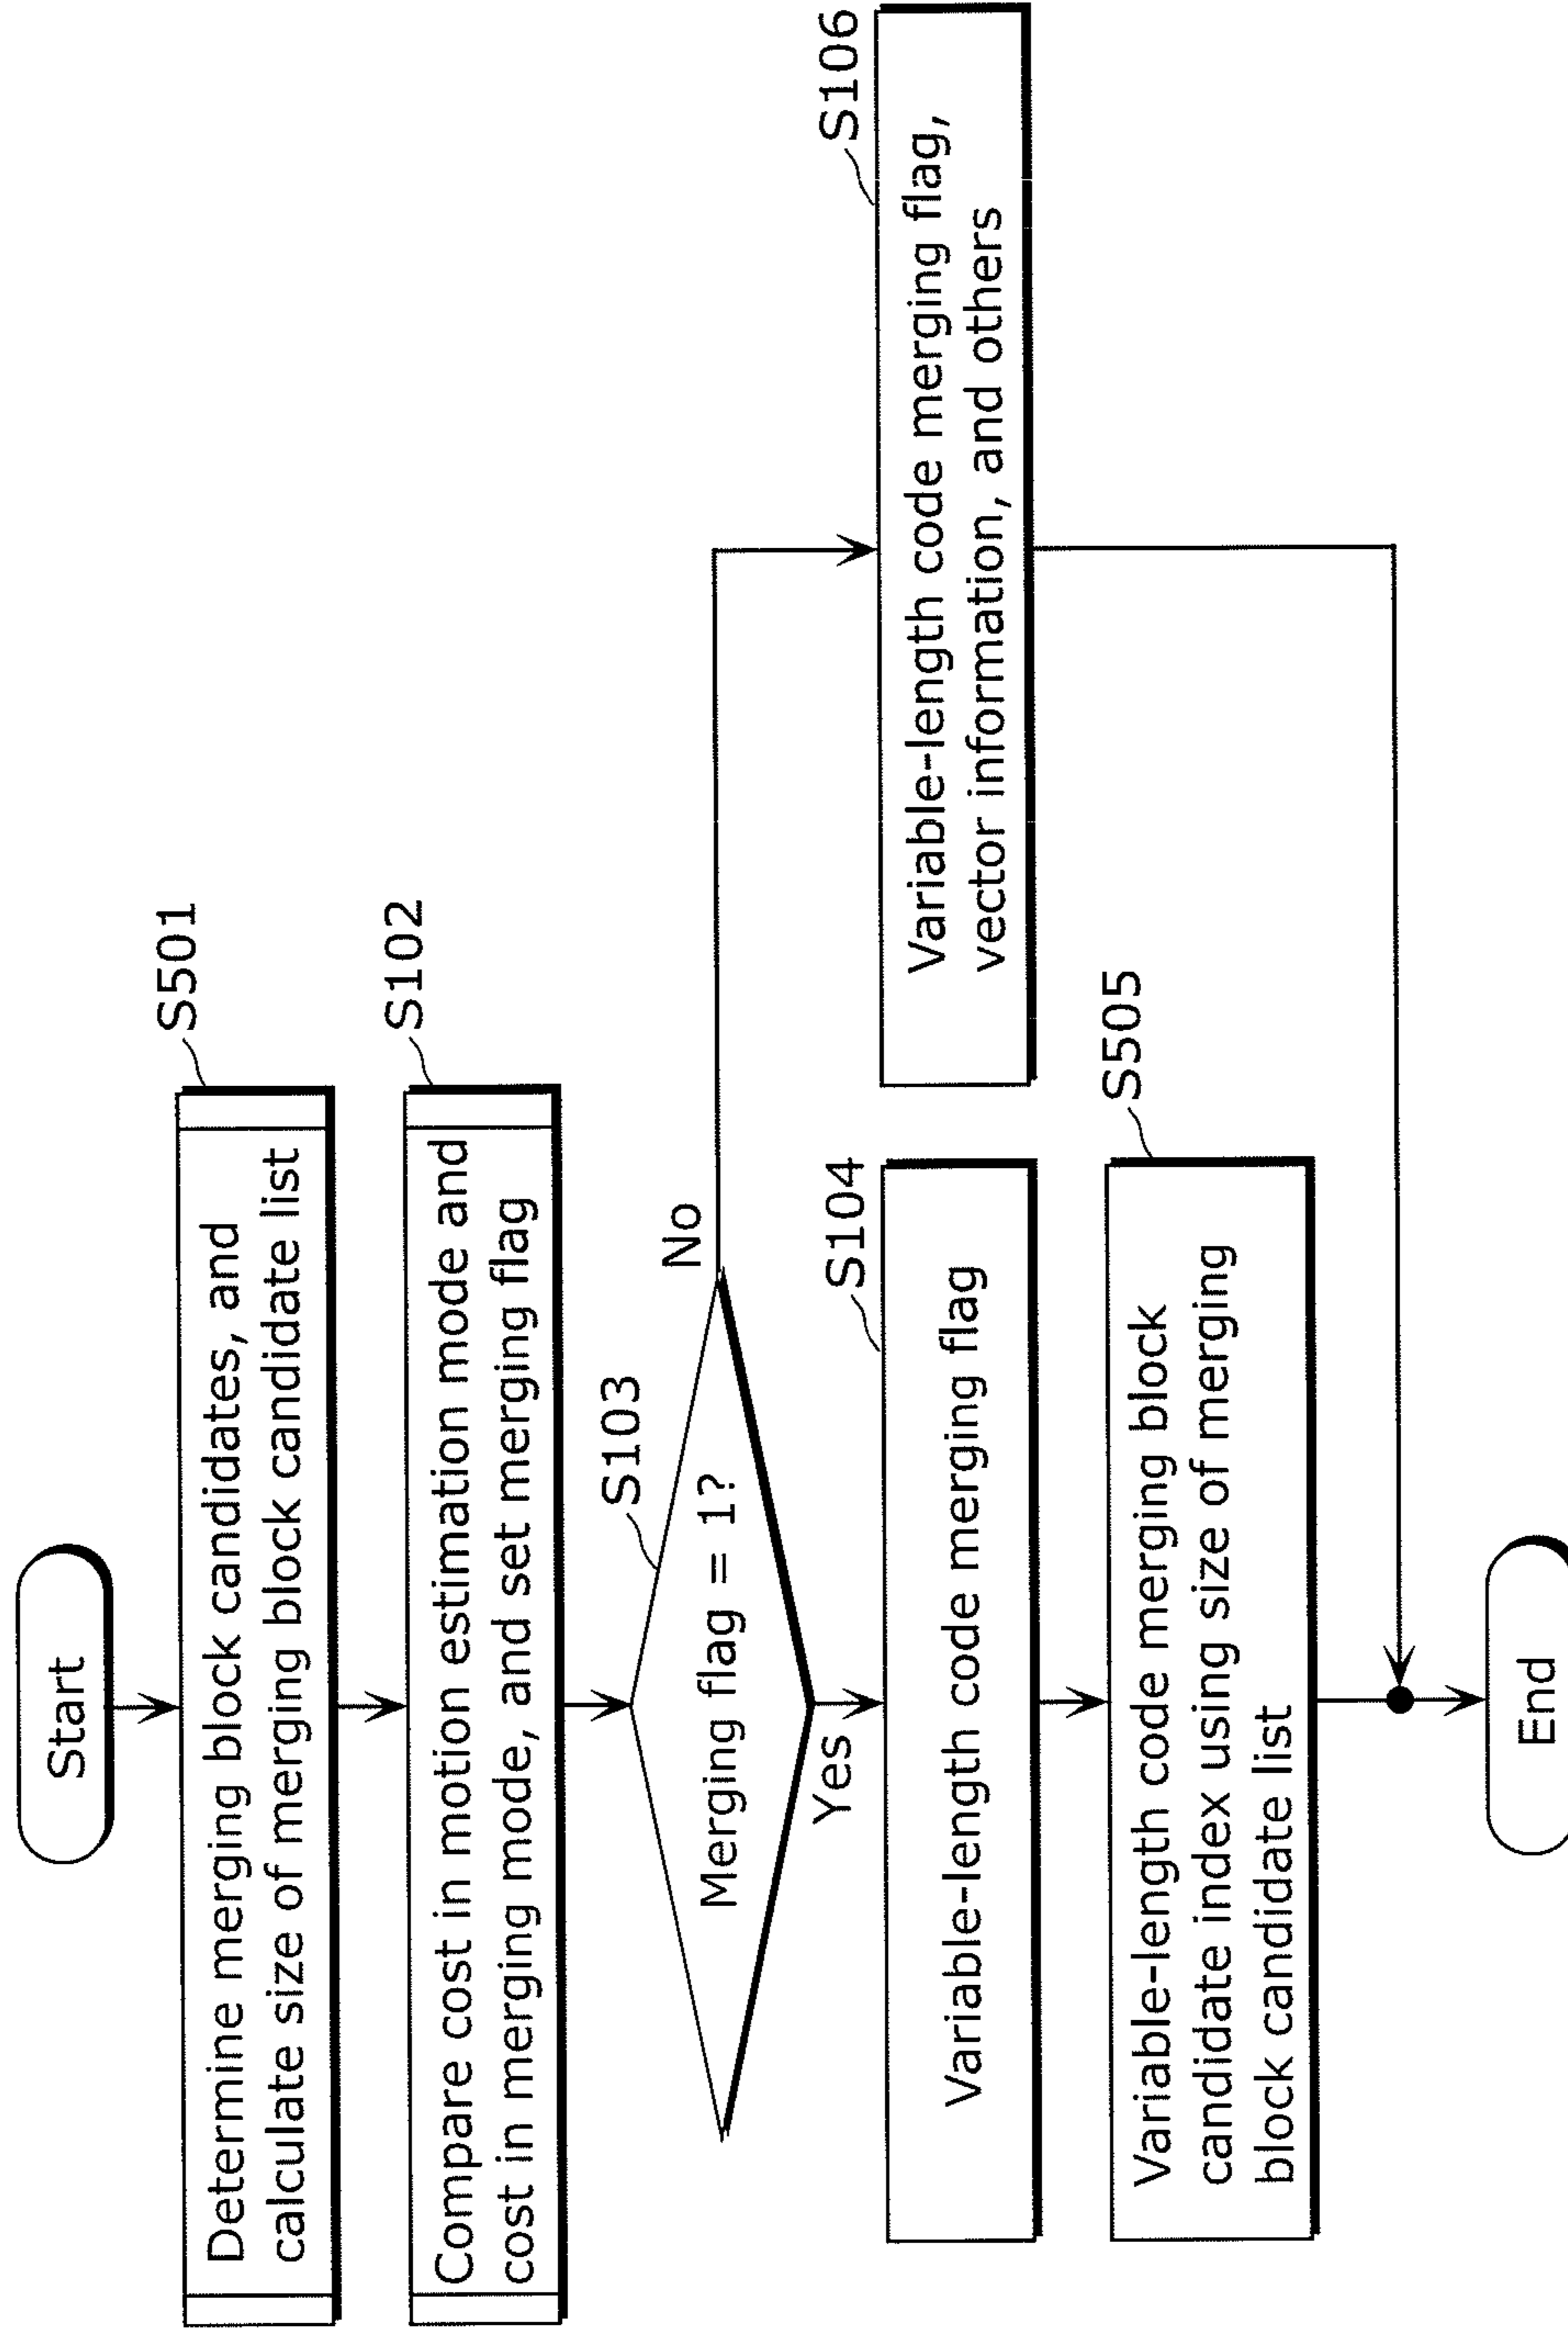 Start
S501
Determine merging block candidates, and
calculate size of merging block candidate list
S102
Compare cost in motion estimation mode and
cost in merging mode, and set merging flag
S103
Merging flag = 1?
No
Yes
S104
Variable-length code merging flag
S106
Variable-length code merging flag,
vector information, and others
S505
Variable-length code merging block
candidate index using size of merging
block candidate list
End